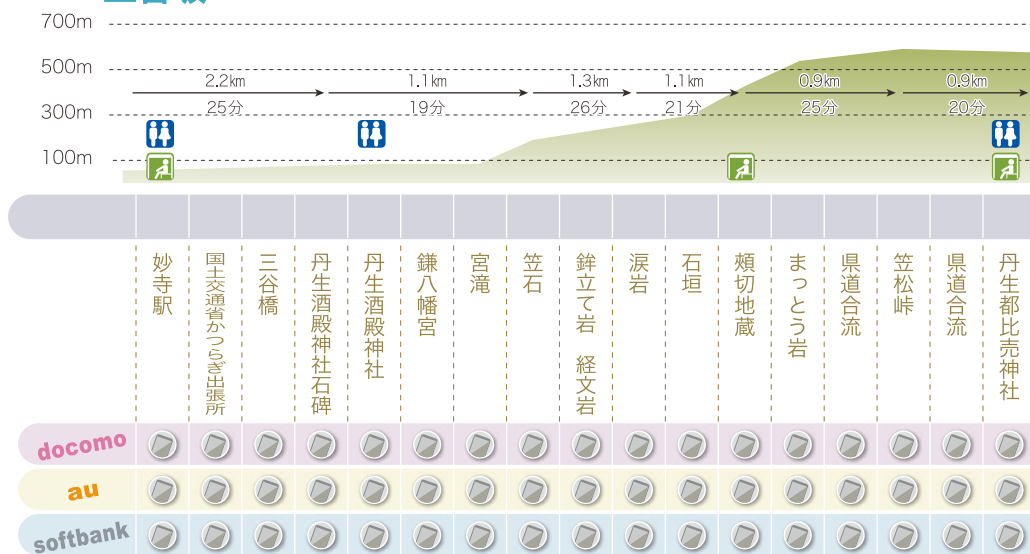 700m
500m
300m
100m
2.2km
25分
1.1km
19分
1.3km
26分
1.1km
21分
0.9km
25分
0.9km
20分
妙寺駅
国土交通省かつらぎ出張所
三谷橋
丹生酒殿神社石碑
丹生酒殿神社
鎌八幡宮
宮滝
笠石
鉾立て岩　経文岩
涙岩
石垣
頬切地蔵
まっとう岩
県道合流
笠松峠
県道合流
丹生都比売神社
docomo
au
softbank